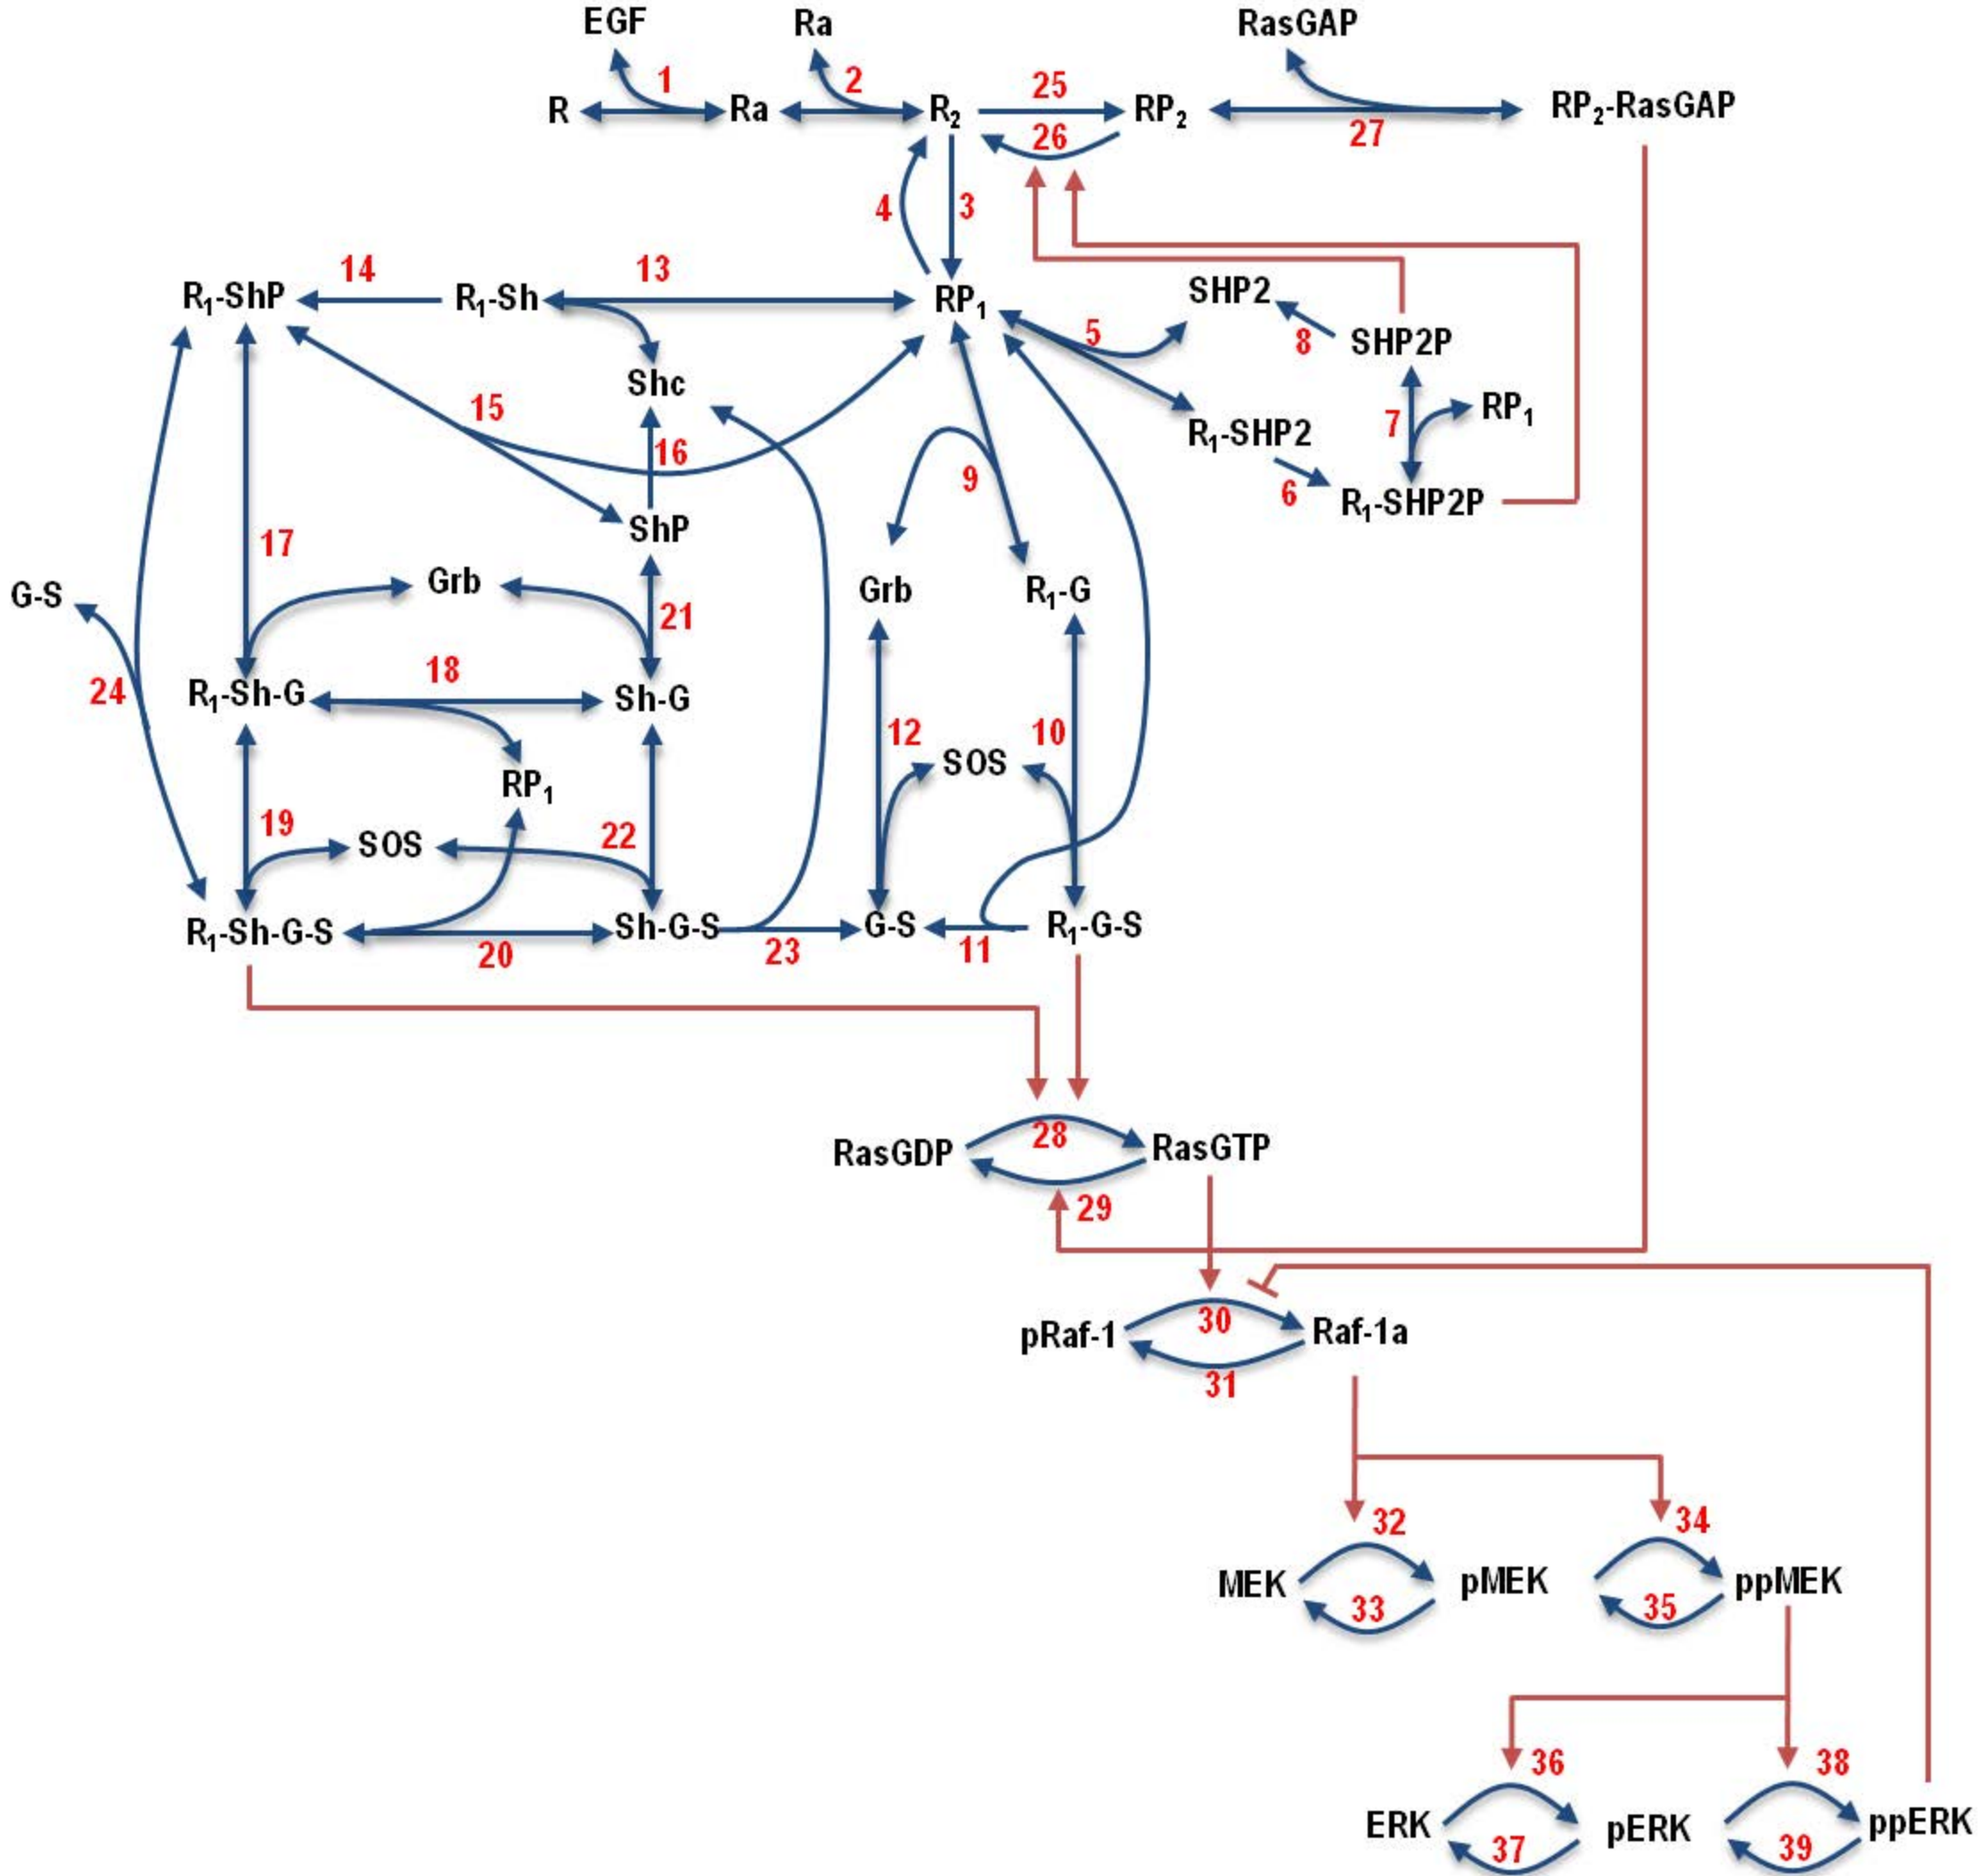 EGF
Ra
RasGAP
1
2
25
R
Ra
R₂
RP₂
RP₂-RasGAP
26
27
4
3
14
13
R₁-ShP
R₁-Sh
RP₁
SHP2
5
8
SHP2P
Shc
15
7
RP₁
16
R₁-SHP2
9
6
R₁-SHP2P
17
ShP
G-S
Grb
Grb
R₁-G
21
24
R₁-Sh-G
18
Sh-G
12
10
SOS
RP₁
19
SOS
22
R₁-Sh-G-S
20
Sh-G-S
23
G-S
11
R₁-G-S
28
RasGDP
RasGTP
29
30
pRaf-1
Raf-1a
31
32
34
MEK
pMEK
ppMEK
33
35
36
38
ERK
pERK
ppERK
37
39